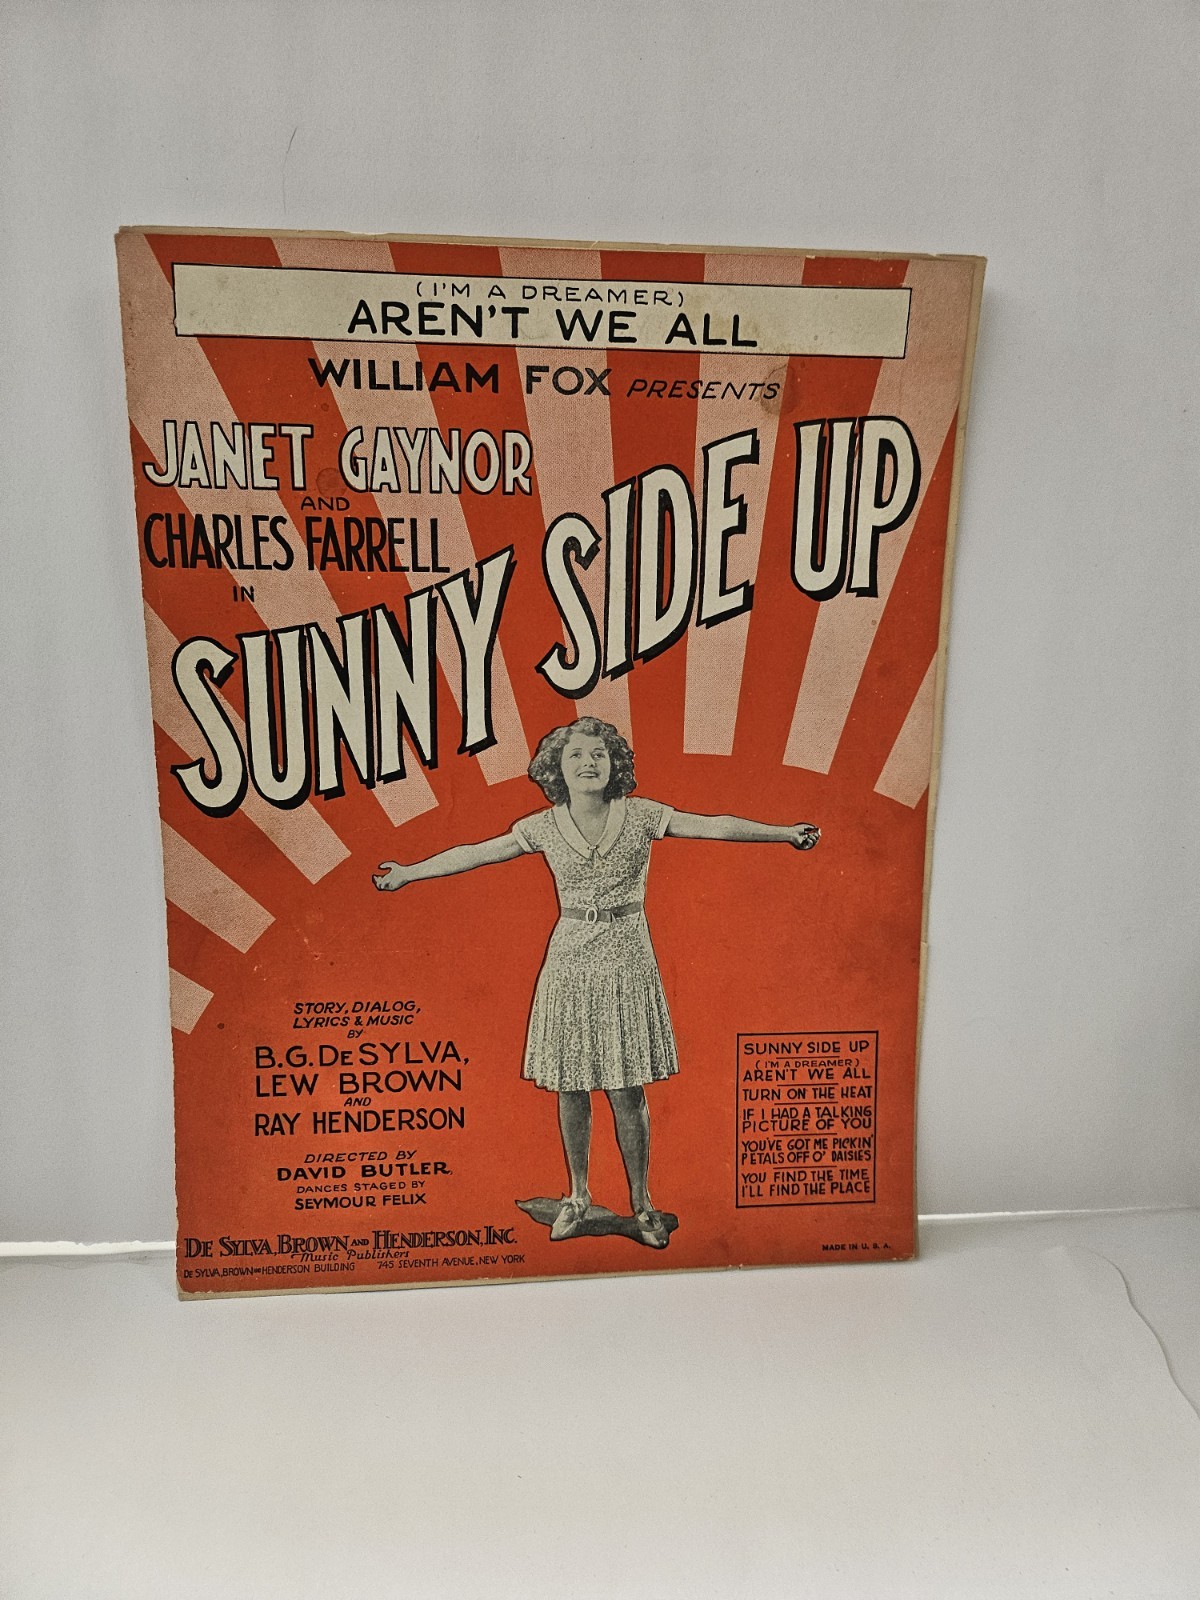 (I'M A DREAMER)
AREN'T WE ALL
WILLIAM FOX PRESENTS
JANET GAYNOR
AND
CHARLES FARRELL
IN
SUNNY SIDE UP
STORY, DIALOG,
LYRICS & MUSIC
BY
B.G. DE SYLVA,
LEW BROWN
AND
RAY HENDERSON
DIRECTED BY
DAVID BUTLER,
DANCES STAGED BY
SEYMOUR FELIX
DE SYLVA, BROWN AND HENDERSON, INC.
Music Publishers
DE SYLVA, BROWN AND HENDERSON BUILDING 745 SEVENTH AVENUE, NEW YORK
SUNNY SIDE UP
(I'M A DREAMER)
AREN'T WE ALL
TURN ON THE HEAT
IF I HAD A TALKING
PICTURE OF YOU
YOU'VE GOT ME PICKIN'
PETALS OFF O' DAISIES
YOU FIND THE TIME
I'LL FIND THE PLACE
MADE IN U. S. A.